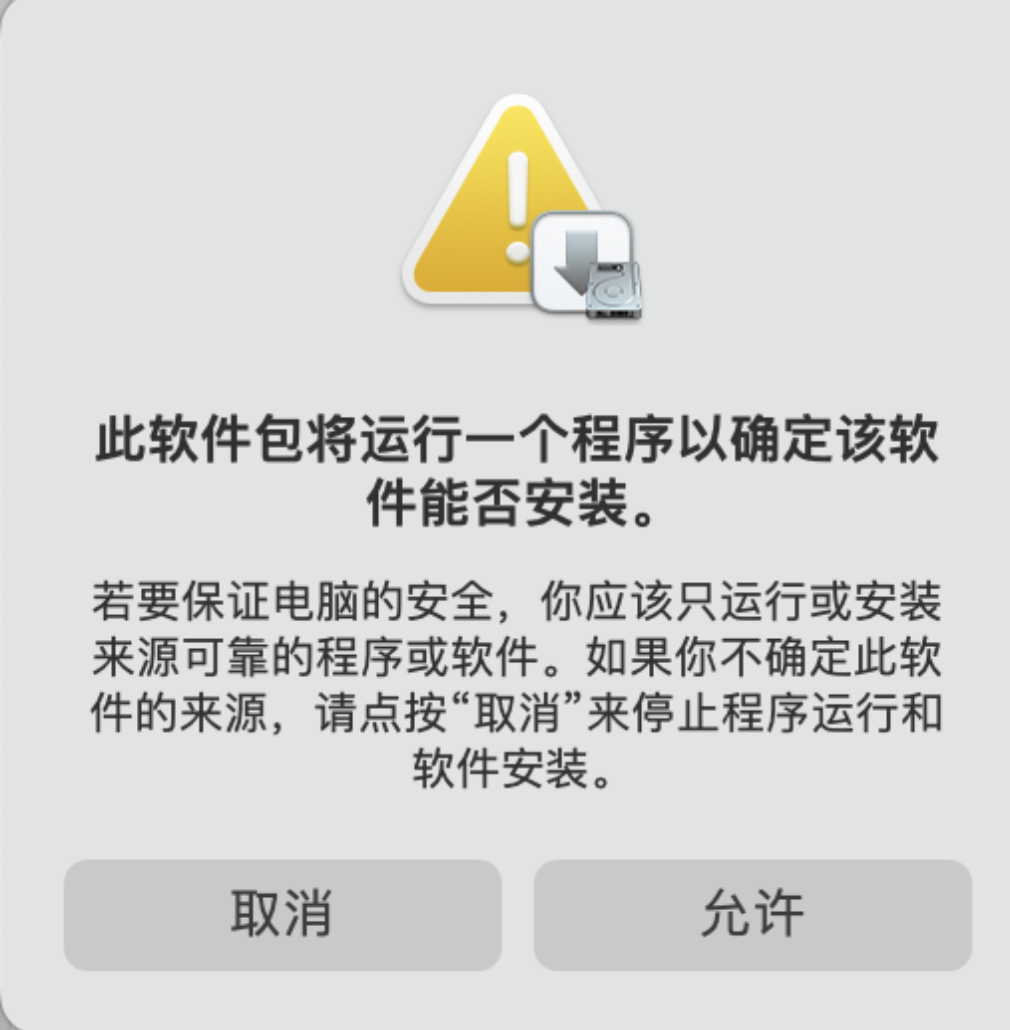 此软件包将运行一个程序以确定该软
件能否安装。
若要保证电脑的安全，你应该只运行或安装
来源可靠的程序或软件。如果你不确定此软
件的来源，请点按“取消”来停止程序运行和
软件安装。
取消
允许